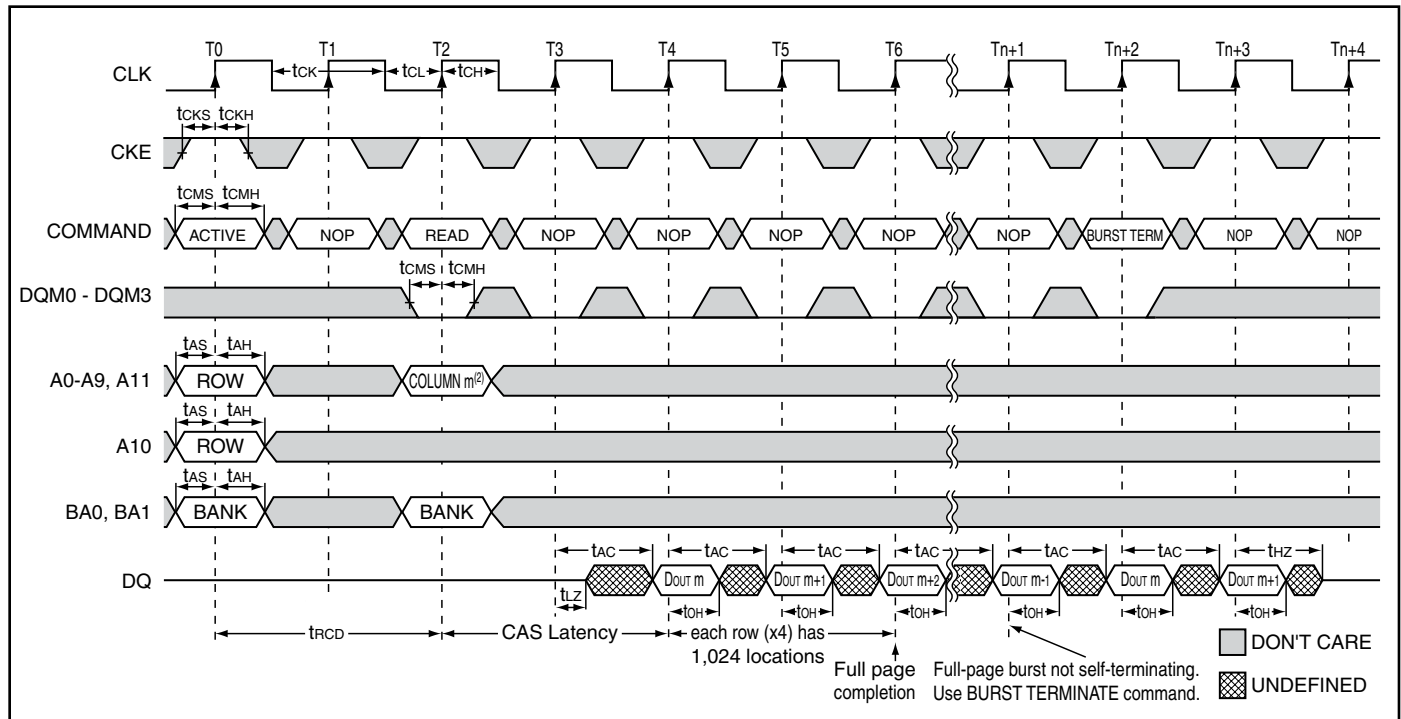 T0 T1 T2 T3 T4 T5 T6 Tn+1 Tn+2 Tn+3 Tn+4
CLK tCK tCL tCH
tCKS tCKH
CKE
tCMS tCMH
COMMAND ACTIVE NOP READ NOP NOP NOP NOP NOP BURST TERM NOP NOP
tCMS tCMH
DQM0 - DQM3
tAS tAH
A0-A9, A11 ROW COLUMN m(2)
tAS tAH
A10 ROW
tAS tAH
BA0, BA1 BANK BANK
tAC tAC tAC tAC tAC tAC tHZ
DQ DOUT m DOUT m+1 DOUT m+2 DOUT m-1 DOUT m DOUT m+1
tLZ tOH tOH tOH tOH tOH tOH
tRCD CAS Latency each row (x4) has
1,024 locations
Full page
completion
Full-page burst not self-terminating.
Use BURST TERMINATE command.
DON'T CARE
UNDEFINED